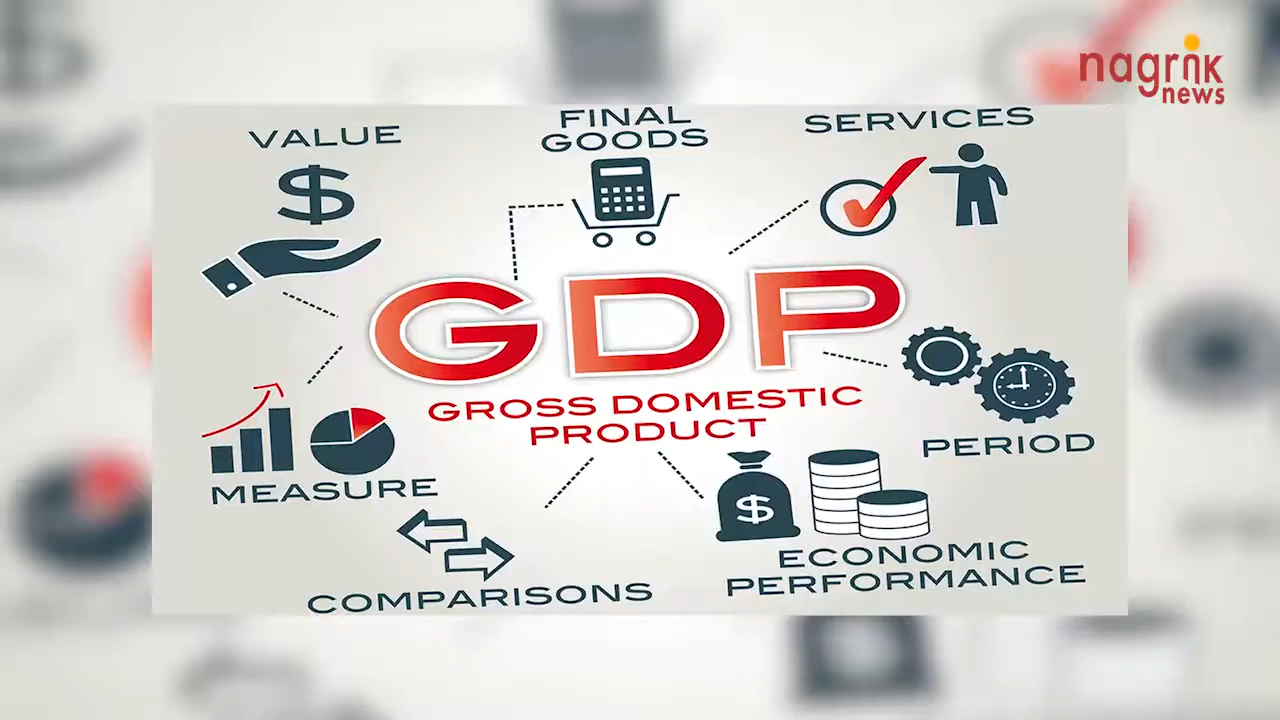 nagrik
news
VALUE
FINAL
GOODS
SERVICES
$
GDP
GROSS DOMESTIC
PRODUCT
PERIOD
MEASURE
$
ECONOMIC
PERFORMANCE
COMPARISONS